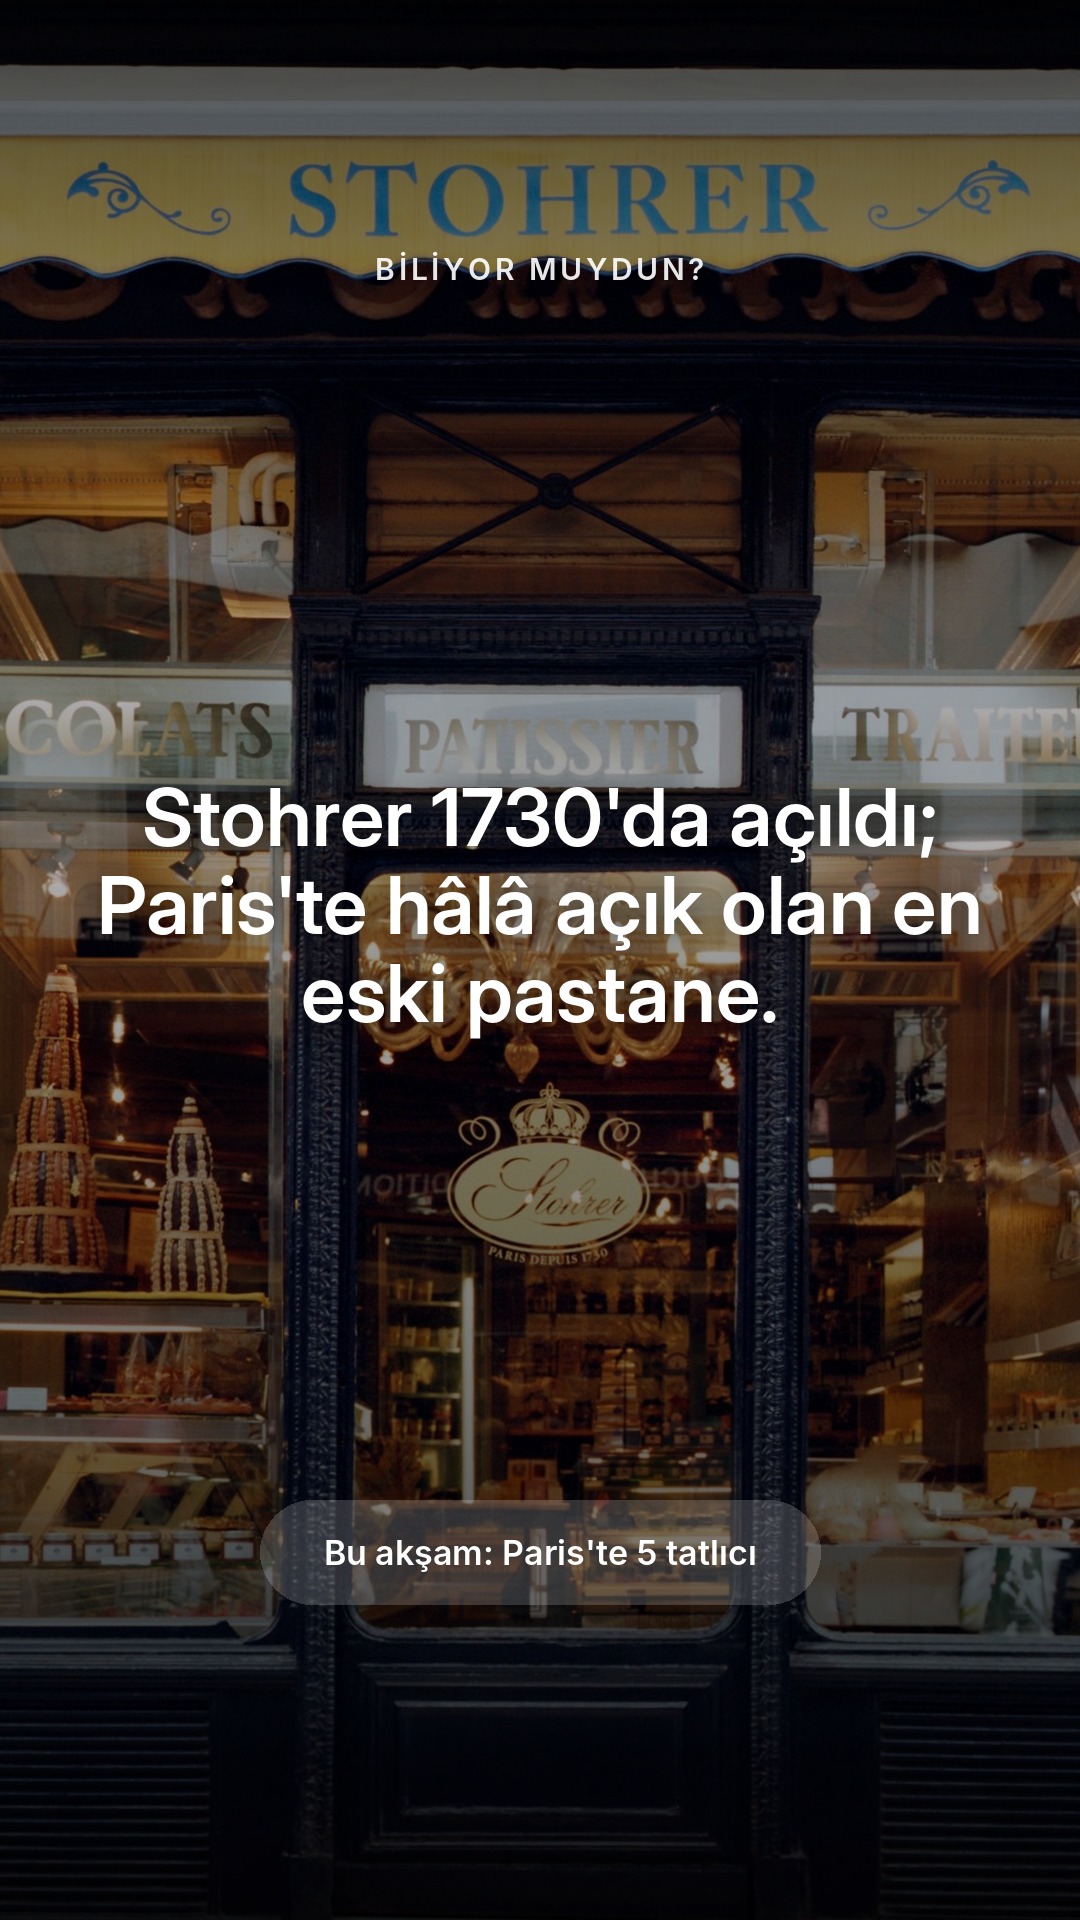 STOHRER
BİLİYOR MUYDUN?
COLATS
PATISSIER
TRAITE
Stohrer 1730'da açıldı;
Paris'te hâlâ açık olan en
eski pastane.
Stohrer
PARIS DEPUIS 1730
Bu akşam: Paris'te 5 tatlıcı